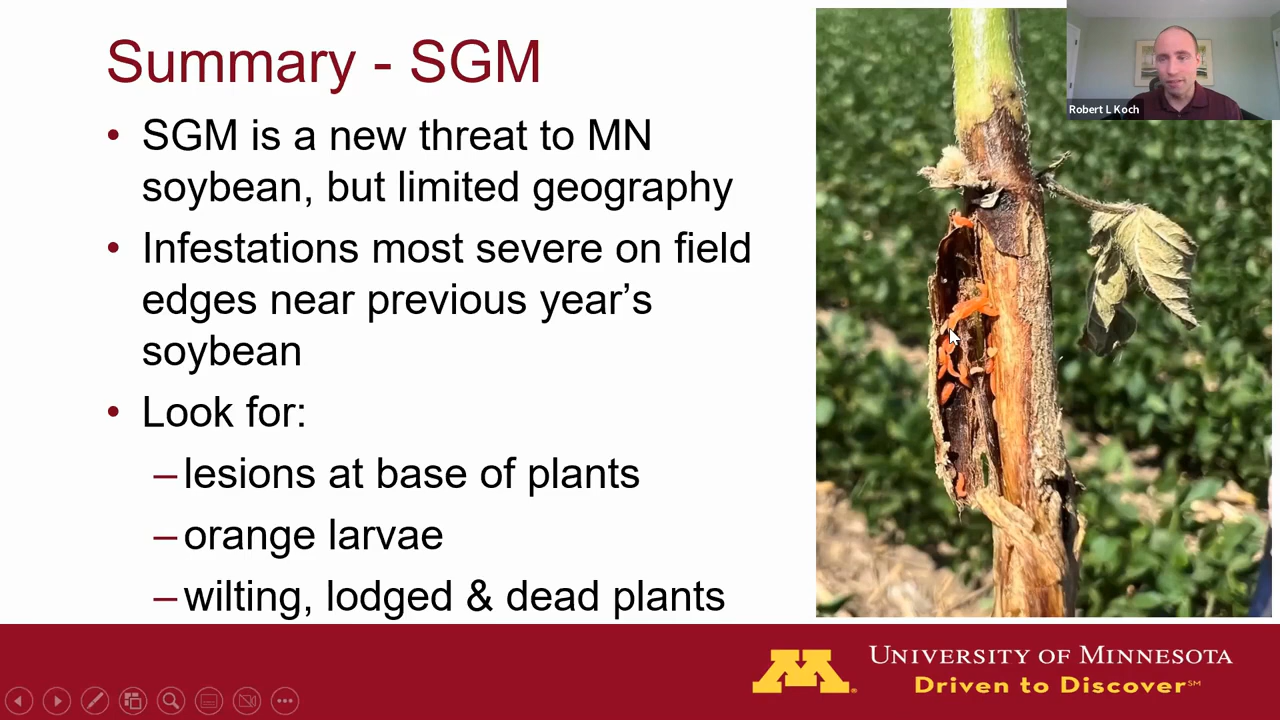 Summary - SGM
• SGM is a new threat to MN
soybean, but limited geography
• Infestations most severe on field
edges near previous year’s
soybean
• Look for:
– lesions at base of plants
– orange larvae
– wilting, lodged & dead plants
Robert L Koch
M®
UNIVERSITY OF MINNESOTA
Driven to Discover℠